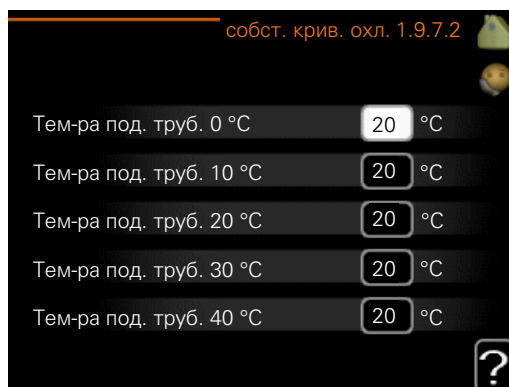 собст. крив. охл. 1.9.7.2
Тем-ра под. труб. 0 °C 20 °C
Тем-ра под. труб. 10 °C 20 °C
Тем-ра под. труб. 20 °C 20 °C
Тем-ра под. труб. 30 °C 20 °C
Тем-ра под. труб. 40 °C 20 °C
?